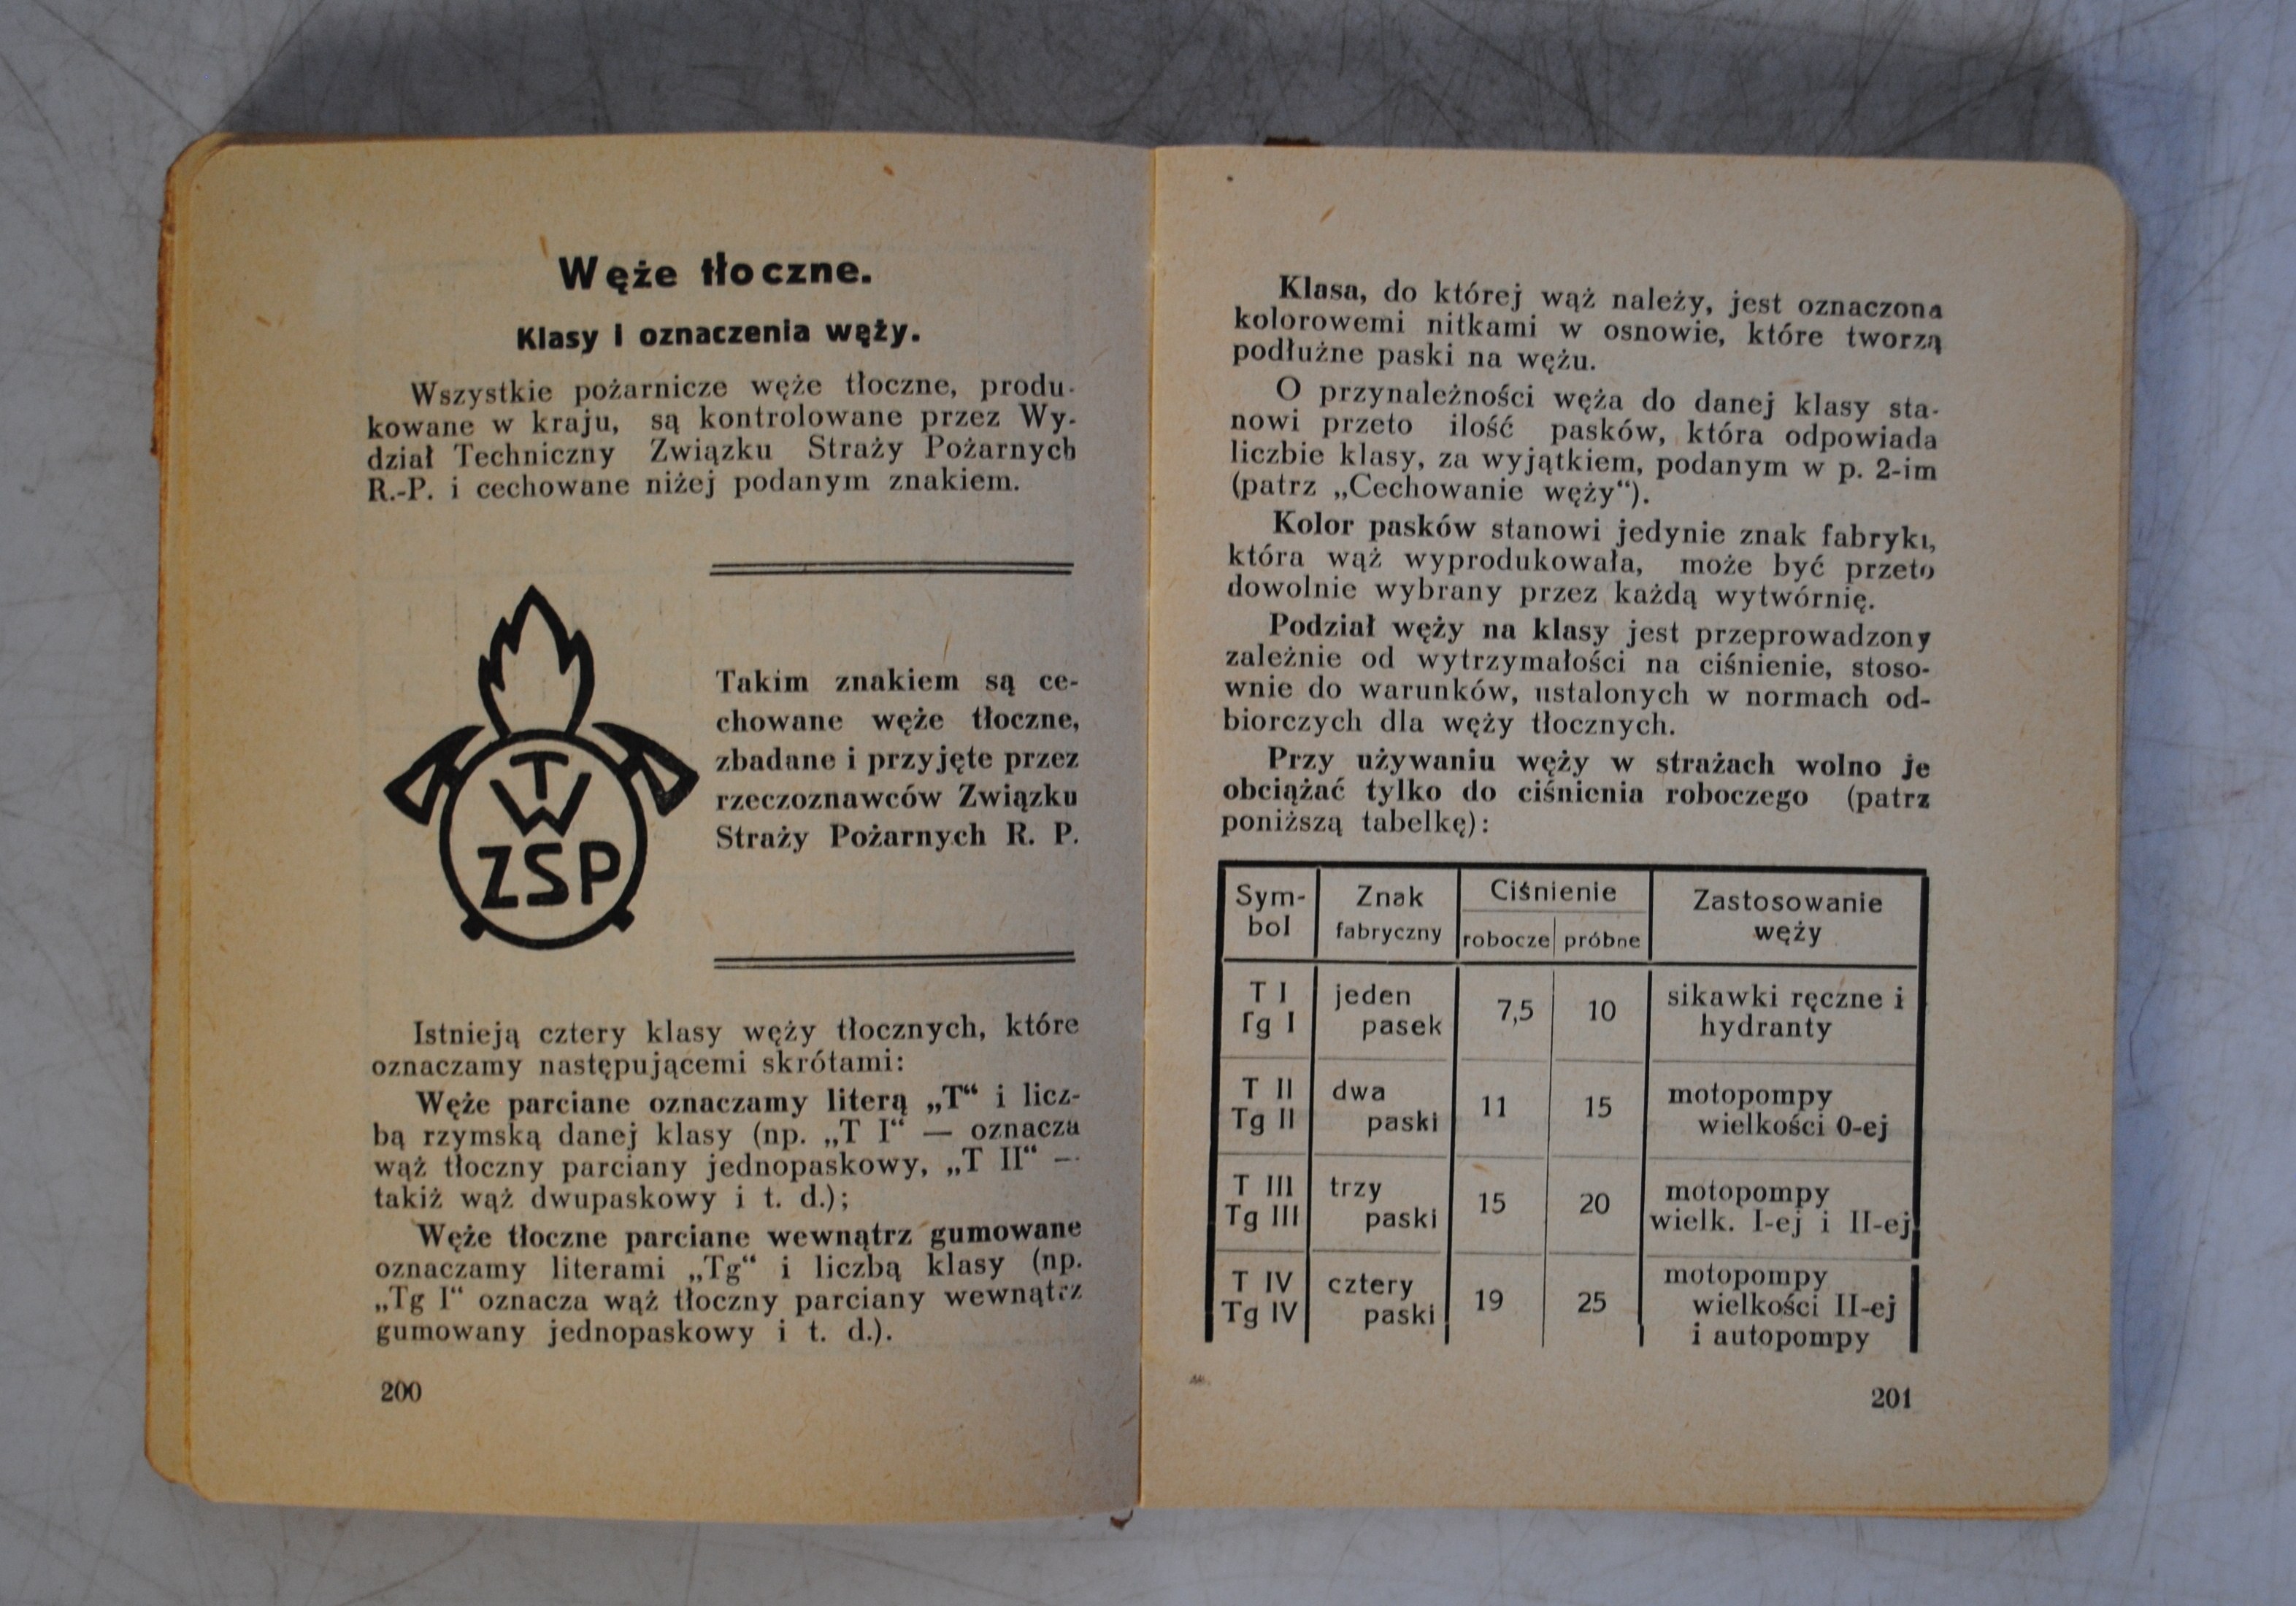 Węże tłoczne.
Klasy i oznaczenia węży.
Wszystkie pożarnicze węże tłoczne, produ-
kowane w kraju, są kontrolowane przez Wy-
dział Techniczny Związku Straży Pożarnych
R.-P. i cechowane niżej podanym znakiem.
T
W
ZSP
Takim znakiem są ce-
chowane węże tłoczne,
zbadane i przyjęte przez
rzeczoznawców Związku
Straży Pożarnych R. P.
Istnieją cztery klasy węży tłocznych, które
oznaczamy następującemi skrótami:
Węże parciane oznaczamy literą „T“ i licz-
bą rzymską danej klasy (np. „T I“ — oznacza
wąż tłoczny parciany jednopaskowy, „T II“ —
takiż wąż dwupaskowy i t. d.);
Węże tłoczne parciane wewnątrz gumowane
oznaczamy literami „Tg“ i liczbą klasy (np.
„Tg I“ oznacza wąż tłoczny parciany wewnątrz
gumowany jednopaskowy i t. d.).
200
Klasa, do której wąż należy, jest oznaczona
kolorowemi nitkami w osnowie, które tworzą
podłużne paski na wężu.
O przynależności węża do danej klasy sta-
nowi przeto ilość pasków, która odpowiada
liczbie klasy, za wyjątkiem, podanym w p. 2-im
(patrz „Cechowanie węży“).
Kolor pasków stanowi jedynie znak fabryki,
która wąż wyprodukowała, może być przeto
dowolnie wybrany przez każdą wytwórnię.
Podział węży na klasy jest przeprowadzony
zależnie od wytrzymałości na ciśnienie, stoso-
wnie do warunków, ustalonych w normach od-
biorczych dla węży tłocznych.
Przy używaniu węży w strażach wolno je
obciążać tylko do ciśnienia roboczego (patrz
poniższą tabelkę):
Sym-
bol
Znak
fabryczny
Ciśnienie
robocze próbne
Zastosowanie
węży
T I
Tg I
jeden
pasek
7,5
10
sikawki ręczne i
hydranty
T II
Tg II
dwa
paski
11
15
motopompy
wielkości 0-ej
T III
Tg III
trzy
paski
15
20
motopompy
wielk. I-ej i II-ej
T IV
Tg IV
cztery
paski
19
25
motopompy
wielkości II-ej
i autopompy
201